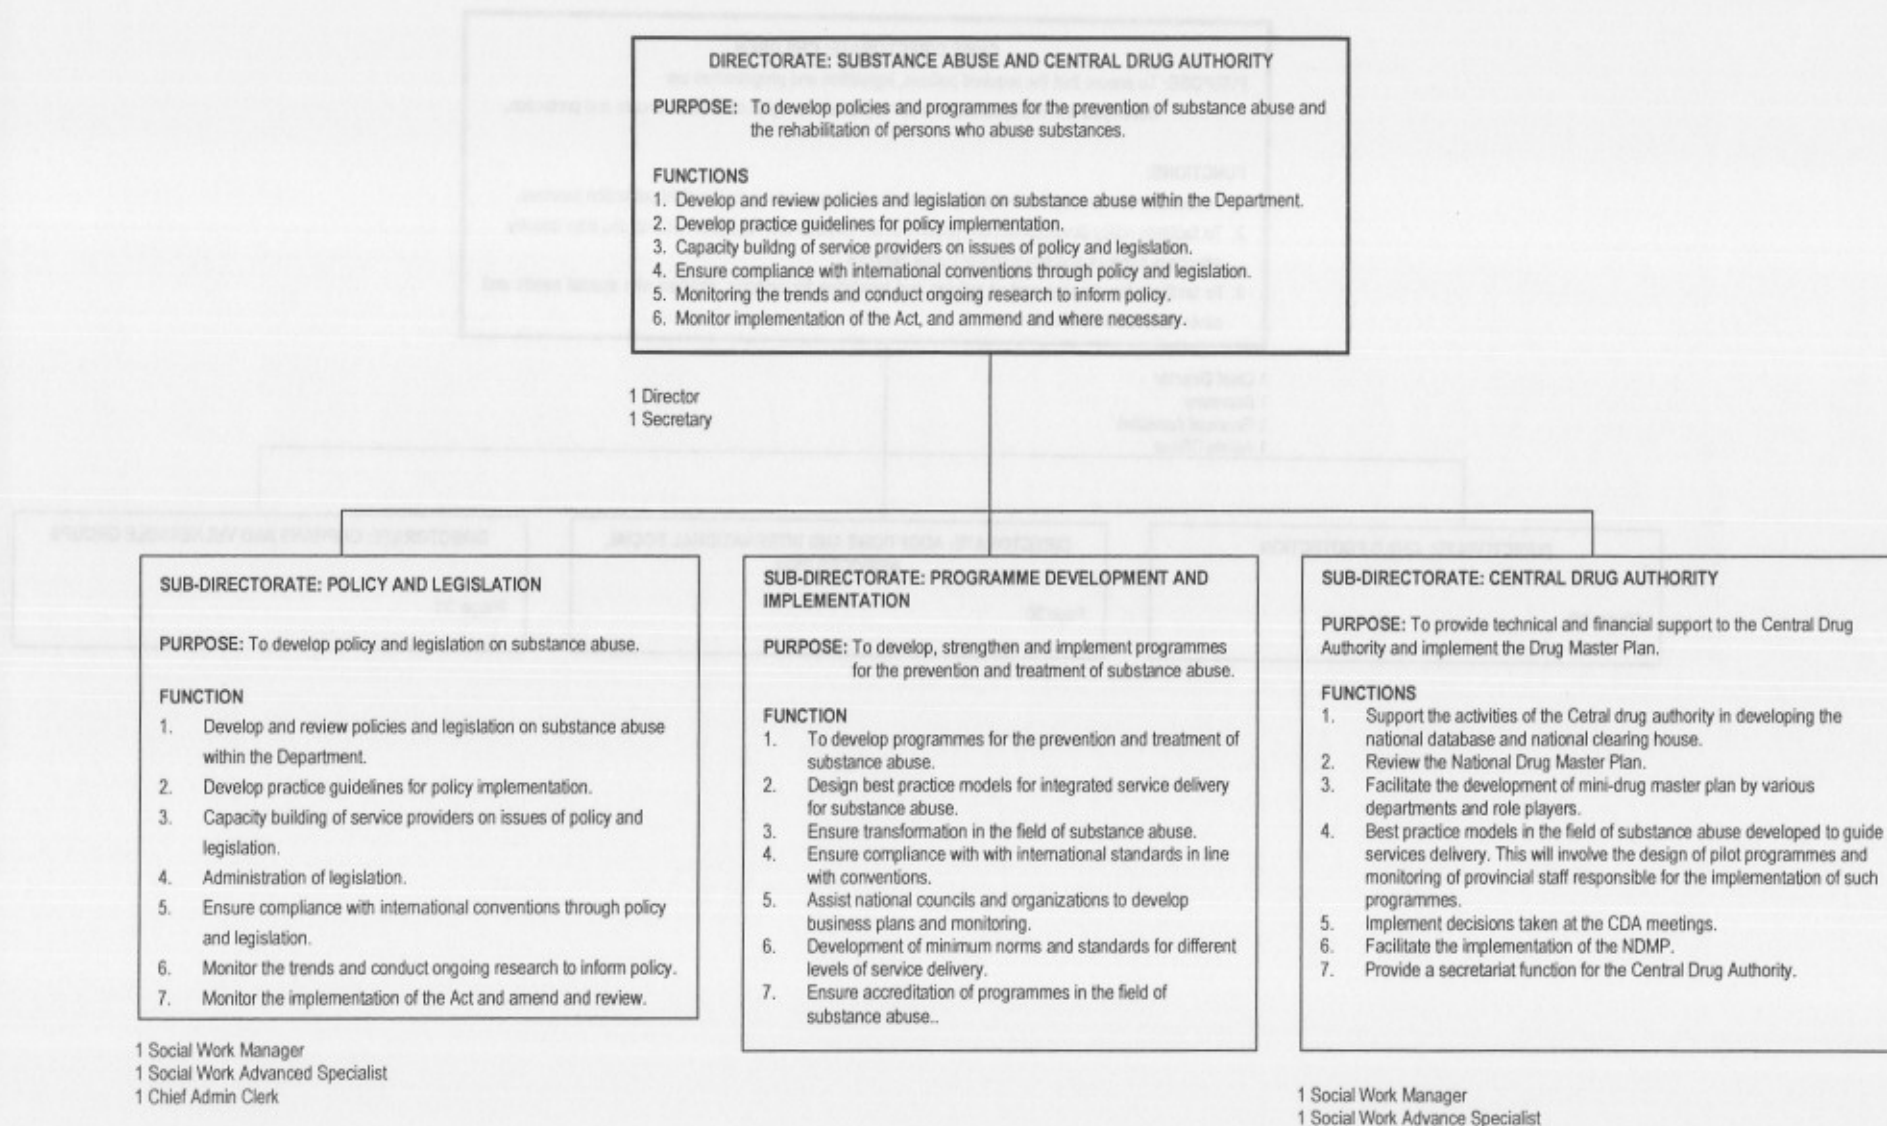 DIRECTORATE: SUBSTANCE ABUSE AND CENTRAL DRUG AUTHORITY
PURPOSE: To develop policies and programmes for the prevention of substance abuse and
the rehabilitation of persons who abuse substances.
FUNCTIONS
1. Develop and review policies and legislation on substance abuse within the Department.
2. Develop practice guidelines for policy implementation.
3. Capacity buildng of service providers on issues of policy and legislation.
4. Ensure compliance with international conventions through policy and legislation.
5. Monitoring the trends and conduct ongoing research to inform policy.
6. Monitor implementation of the Act, and ammend and where necessary.
1 Director
1 Secretary
SUB-DIRECTORATE: POLICY AND LEGISLATION
PURPOSE: To develop policy and legislation on substance abuse.
FUNCTION
1. Develop and review policies and legislation on substance abuse
within the Department.
2. Develop practice guidelines for policy implementation.
3. Capacity building of service providers on issues of policy and
legislation.
4. Administration of legislation.
5. Ensure compliance with international conventions through policy
and legislation.
6. Monitor the trends and conduct ongoing research to inform policy.
7. Monitor the implementation of the Act and amend and review.
1 Social Work Manager
1 Social Work Advanced Specialist
1 Chief Admin Clerk
SUB-DIRECTORATE: PROGRAMME DEVELOPMENT AND
IMPLEMENTATION
PURPOSE: To develop, strengthen and implement programmes
for the prevention and treatment of substance abuse.
FUNCTION
1. To develop programmes for the prevention and treatment of
substance abuse.
2. Design best practice models for integrated service delivery
for substance abuse.
3. Ensure transformation in the field of substance abuse.
4. Ensure compliance with with international standards in line
with conventions.
5. Assist national councils and organizations to develop
business plans and monitoring.
6. Development of minimum norms and standards for different
levels of service delivery.
7. Ensure accreditation of programmes in the field of
substance abuse..
SUB-DIRECTORATE: CENTRAL DRUG AUTHORITY
PURPOSE: To provide technical and financial support to the Central Drug
Authority and implement the Drug Master Plan.
FUNCTIONS
1. Support the activities of the Cetral drug authority in developing the
national database and national clearing house.
2. Review the National Drug Master Plan.
3. Facilitate the development of mini-drug master plan by various
departments and role players.
4. Best practice models in the field of substance abuse developed to guide
services delivery. This will involve the design of pilot programmes and
monitoring of provincial staff responsible for the implementation of such
programmes.
5. Implement decisions taken at the CDA meetings.
6. Facilitate the implementation of the NDMP.
7. Provide a secretariat function for the Central Drug Authority.
1 Social Work Manager
1 Social Work Advance Specialist